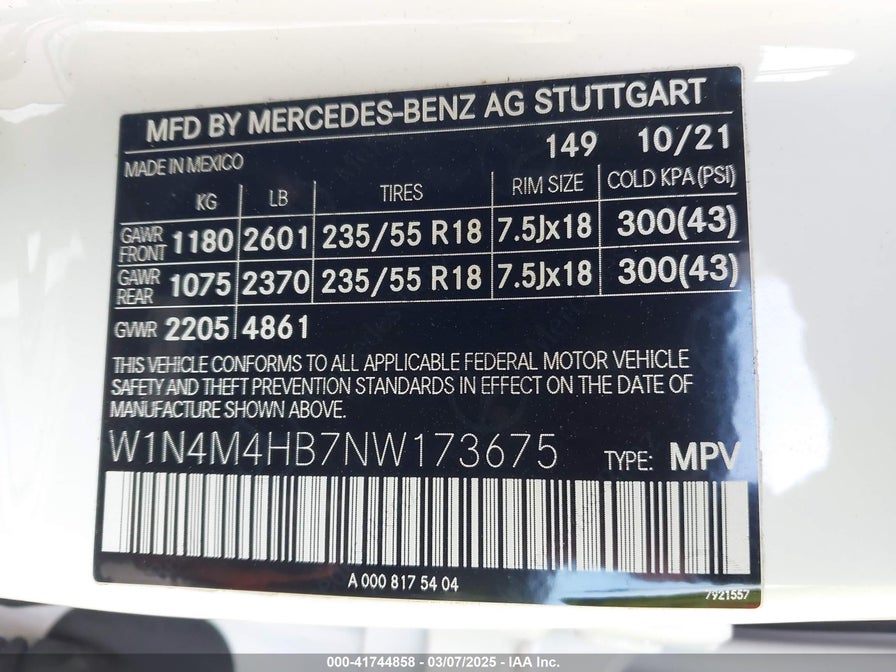 MFD BY MERCEDES-BENZ AG STUTTGART
MADE IN MEXICO 149 10/21
KG LB TIRES RIM SIZE COLD KPA(PSI)
GAWR FRONT 1180 2601 235/55 R18 7.5Jx18 300(43)
GAWR REAR 1075 2370 235/55 R18 7.5Jx18 300(43)
GVWR 2205 4861
THIS VEHICLE CONFORMS TO ALL APPLICABLE FEDERAL MOTOR VEHICLE
SAFETY AND THEFT PREVENTION STANDARDS IN EFFECT ON THE DATE OF
MANUFACTURE SHOWN ABOVE.
W1N4M4HB7NW173675 TYPE: MPV
A 000 817 54 04
7921557
000-41744858 - 03/07/2025 - IAA Inc.